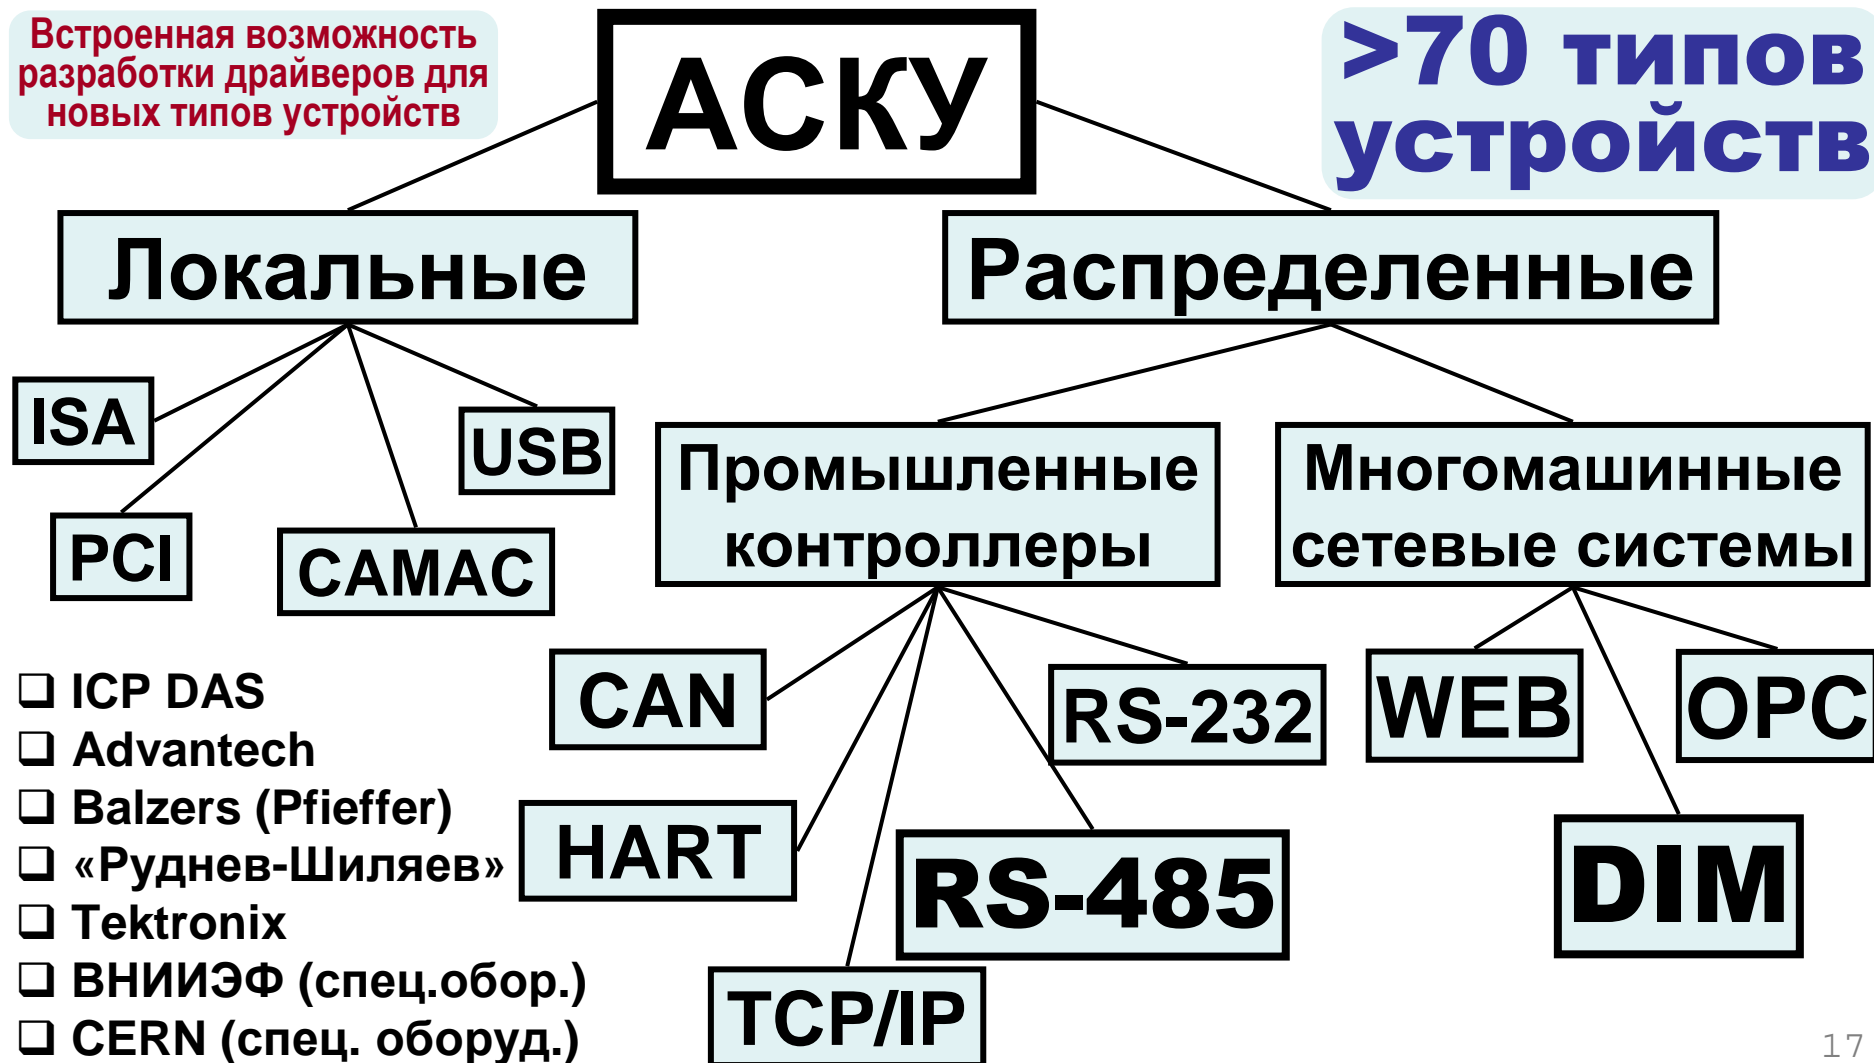 Встроенная возможность
разработки драйверов для
новых типов устройств
АСКУ
>70 типов
устройств
Локальные
Распределенные
ISA
USB
PCI
CAMAC
Промышленные
контроллеры
Многомашинные
сетевые системы
CAN
RS-232
WEB
OPC
HART
RS-485
DIM
TCP/IP
❑ ICP DAS
❑ Advantech
❑ Balzers (Pfieffer)
❑ «Руднев-Шиляев»
❑ Tektronix
❑ ВНИИЭФ (спец.обор.)
❑ CERN (спец. оборуд.)
17